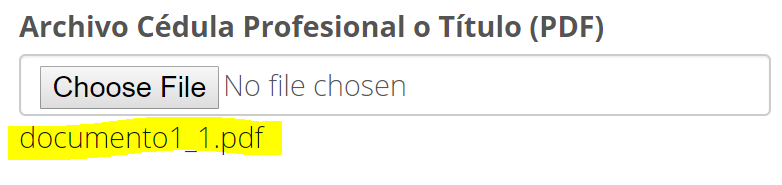 Archivo Cédula Profesional o Título (PDF)
Choose File No file chosen
documento1_1.pdf